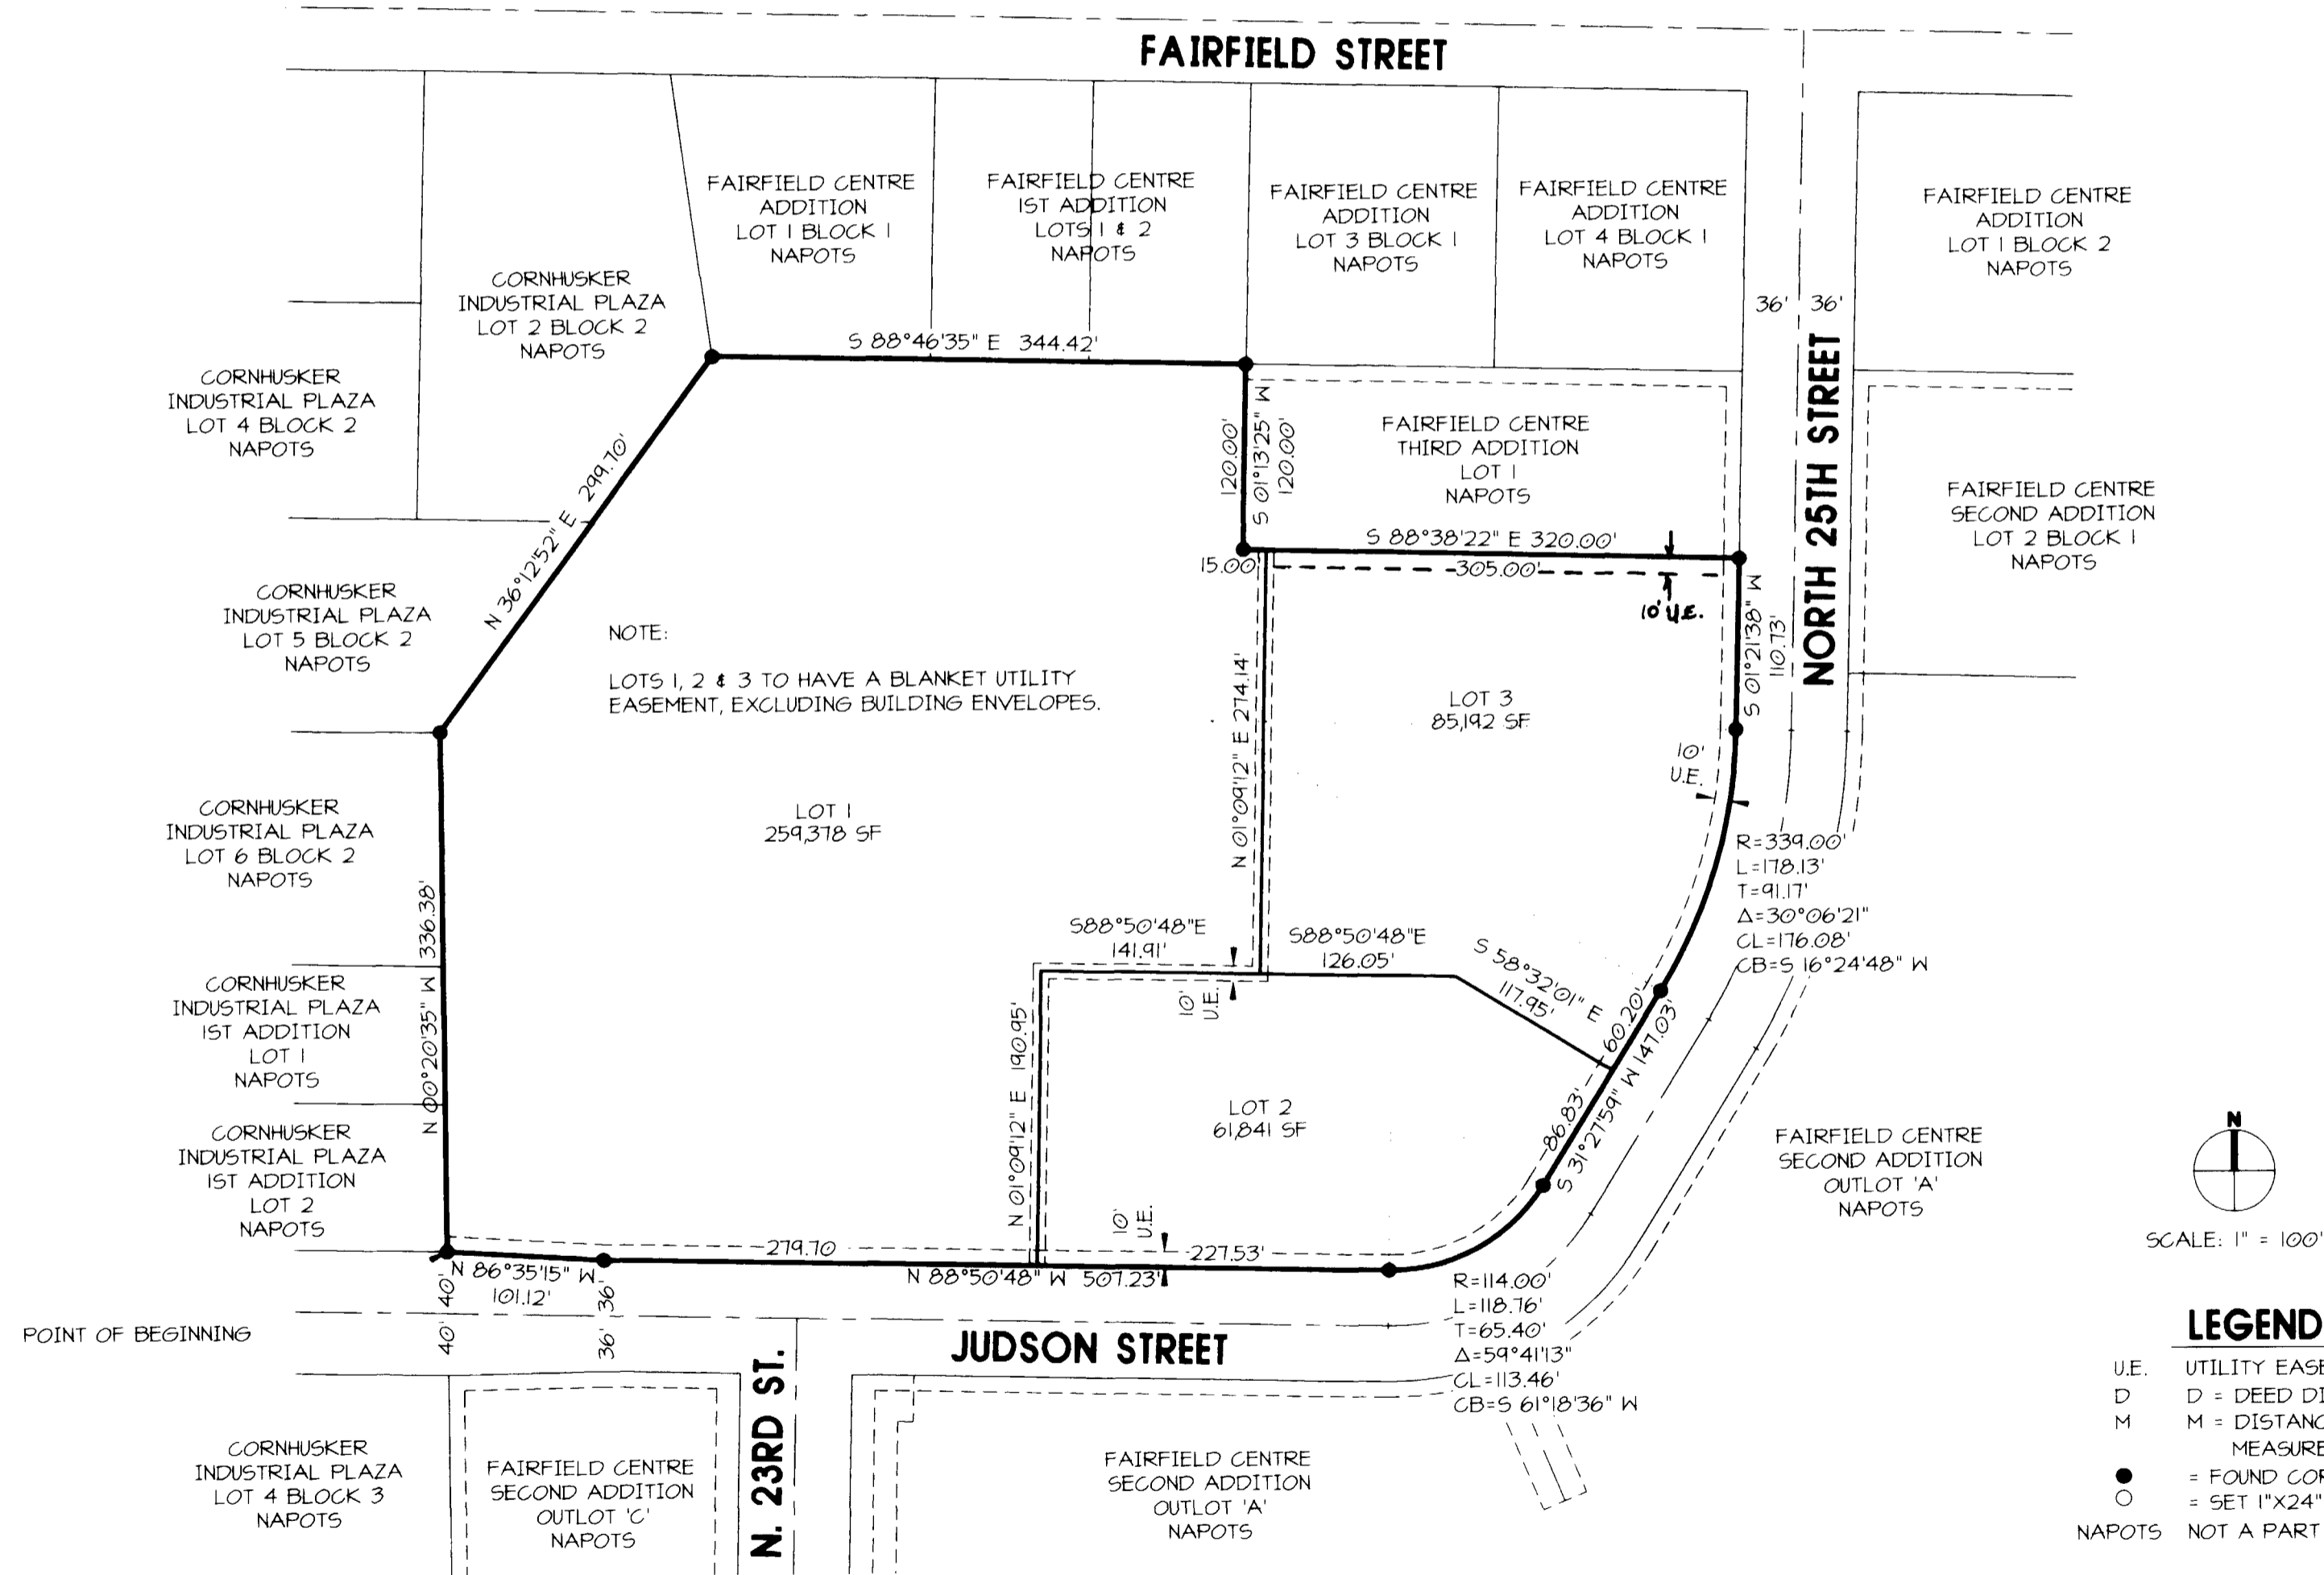 FAIRFIELD STREET
FAIRFIELD CENTRE
ADDITION
LOT 1 BLOCK 1
NAPOTS
FAIRFIELD CENTRE
1ST ADDITION
LOTS 1 & 2
NAPOTS
FAIRFIELD CENTRE
ADDITION
LOT 3 BLOCK 1
NAPOTS
FAIRFIELD CENTRE
ADDITION
LOT 4 BLOCK 1
NAPOTS
FAIRFIELD CENTRE
ADDITION
LOT 1 BLOCK 2
NAPOTS
CORNHUSKER
INDUSTRIAL PLAZA
LOT 2 BLOCK 2
NAPOTS
36' 36'
NORTH 25TH STREET
S 88°46'35" E 344.42'
CORNHUSKER
INDUSTRIAL PLAZA
LOT 4 BLOCK 2
NAPOTS
N 36°12'52" E 299.70'
120.00'
S 01°13'25" M
120.00'
FAIRFIELD CENTRE
THIRD ADDITION
LOT 1
NAPOTS
FAIRFIELD CENTRE
SECOND ADDITION
LOT 2 BLOCK 1
NAPOTS
S 88°38'22" E 320.00'
15.00'
305.00'
10' U.E.
S 01°21'38" M
110.73'
CORNHUSKER
INDUSTRIAL PLAZA
LOT 5 BLOCK 2
NAPOTS
NOTE:
LOTS 1, 2 & 3 TO HAVE A BLANKET UTILITY
EASEMENT, EXCLUDING BUILDING ENVELOPES.
N 01°09'12" E 274.14'
LOT 3
85,192 SF
10'
U.E.
CORNHUSKER
INDUSTRIAL PLAZA
LOT 6 BLOCK 2
NAPOTS
LOT 1
259,378 SF
R=339.00'
L=178.13'
T=91.17'
Δ=30°06'21"
CL=176.08'
CB=S 16°24'48" W
N 00°20'35" W 336.38'
S88°50'48"E
141.91'
S88°50'48"E
126.05'
S 58°32'01" E
117.95'
10'
U.E.
60.20'
S 31°27'59" W 147.03'
86.83'
CORNHUSKER
INDUSTRIAL PLAZA
1ST ADDITION
LOT 1
NAPOTS
N 01°09'12" E 190.95'
LOT 2
61,841 SF
CORNHUSKER
INDUSTRIAL PLAZA
1ST ADDITION
LOT 2
NAPOTS
FAIRFIELD CENTRE
SECOND ADDITION
OUTLOT 'A'
NAPOTS
N
SCALE: 1" = 100'
10'
U.E.
279.70
227.53'
N 86°35'15" W
101.12'
N 88°50'48" W 507.23'
40'
40'
36'
36'
R=114.00'
L=118.76'
T=65.40'
Δ=59°41'13"
CL=113.46'
CB=S 61°18'36" W
POINT OF BEGINNING
JUDSON STREET
N. 23RD ST.
LEGEND
U.E. UTILITY EASE
D D = DEED DI
M M = DISTANC
MEASURE
= FOUND COR
= SET 1"X24"
NAPOTS NOT A PART
CORNHUSKER
INDUSTRIAL PLAZA
LOT 4 BLOCK 3
NAPOTS
FAIRFIELD CENTRE
SECOND ADDITION
OUTLOT 'C'
NAPOTS
FAIRFIELD CENTRE
SECOND ADDITION
OUTLOT 'A'
NAPOTS